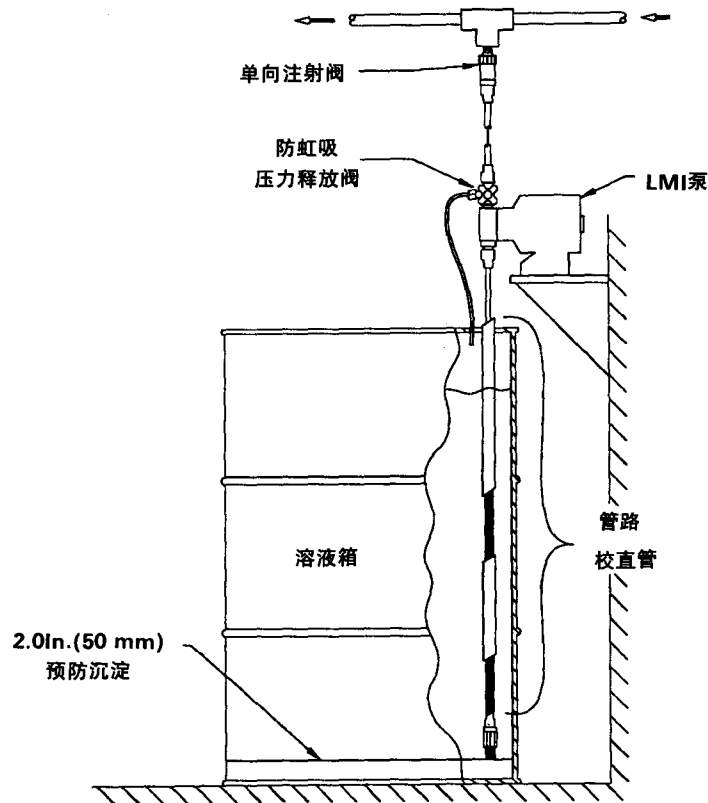 单向注射阀
防虹吸
压力释放阀
LMI泵
管路
校直管
溶液箱
2.0In.(50 mm)
预防沉淀